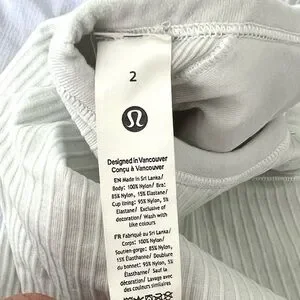 2
Designed in Vancouver
Conçu à Vancouver
EN Made in Sri Lanka/
Body: 100% Nylon/ Bra:
85% Nylon, 15% Elastane/
Cup lining: 95% Nylon, 5%
Elastane/ Exclusive of
decoration/ Wash with
like colours
FR Fabriqué au Sri Lanka/
Corps: 100% Nylon/
Soutien-gorge: 85% Nylon,
15% Élasthanne/ Doublure
du bonnet: 95% Nylon, 5%
Élasthanne/ Sauf la
décoration/ Lavage avec
des couleurs similaires